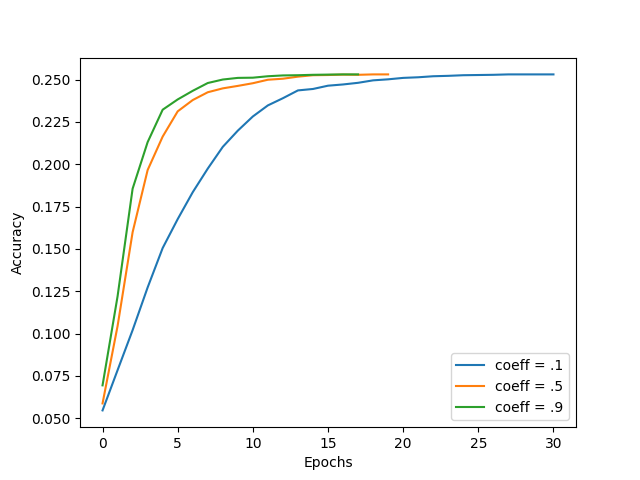 0.250
0.225
0.200
0.175
0.150
0.125
0.100
0.075
0.050
Accuracy
coeff = .1
coeff = .5
coeff = .9
0 5 10 15 20 25 30
Epochs